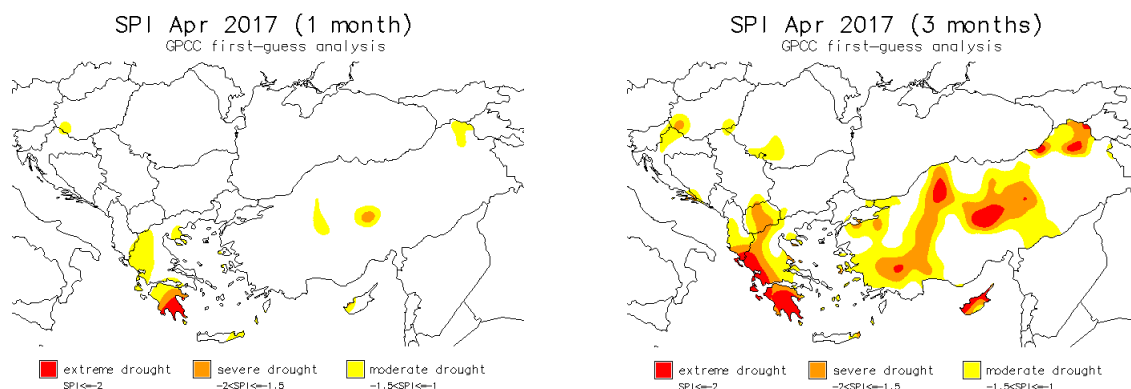 SPI Apr 2017 (1 month)
GPCC first-guess analysis
extreme drought
SPI<=-2
severe drought
-2<SPI<=-1.5
moderate drought
-1.5<SPI<=-1
SPI Apr 2017 (3 months)
GPCC first-guess analysis
extreme drought
SPI<=-2
severe drought
-2<SPI<=-1.5
moderate drought
-1.5<SPI<=-1